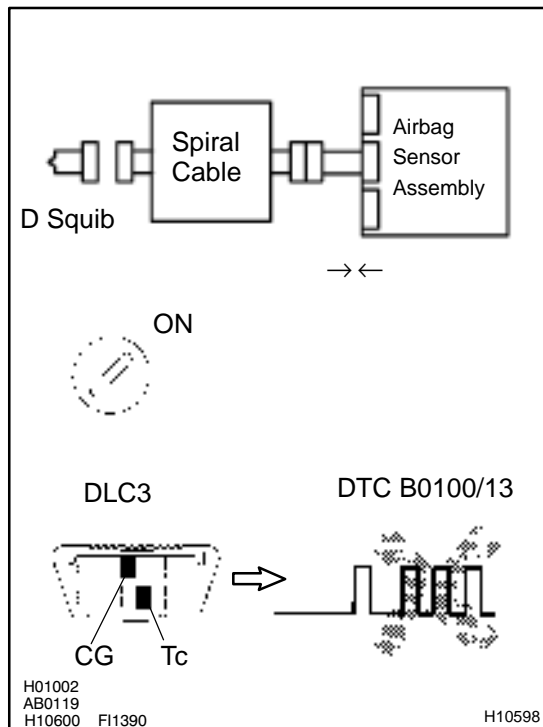 Spiral
Cable
Airbag
Sensor
Assembly
D Squib
ON
DLC3
DTC B0100/13
CG
Tc
H01002
AB0119
H10600 FI1390
H10598